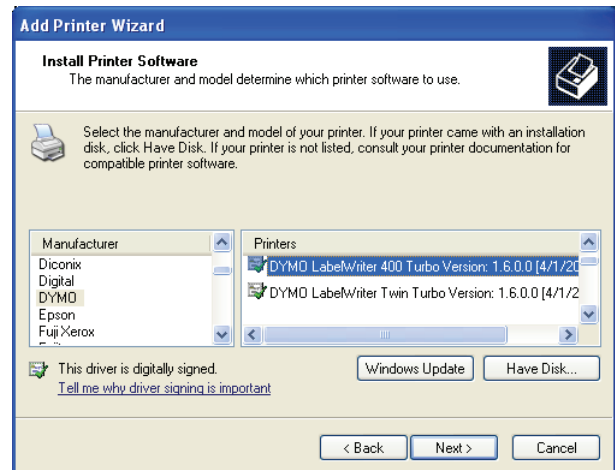 Add Printer Wizard
Install Printer Software
The manufacturer and model determine which printer software to use.
Select the manufacturer and model of your printer. If your printer came with an installation
disk, click Have Disk. If your printer is not listed, consult your printer documentation for
compatible printer software.
Manufacturer
Diconix
Digital
DYMO
Epson
Fuji Xerox
Printers
DYMO LabelWriter 400 Turbo Version: 1.6.0.0 [4/1/20
DYMO LabelWriter Twin Turbo Version: 1.6.0.0 [4/1/2
This driver is digitally signed.
Tell me why driver signing is important
Windows Update
Have Disk...
< Back
Next >
Cancel